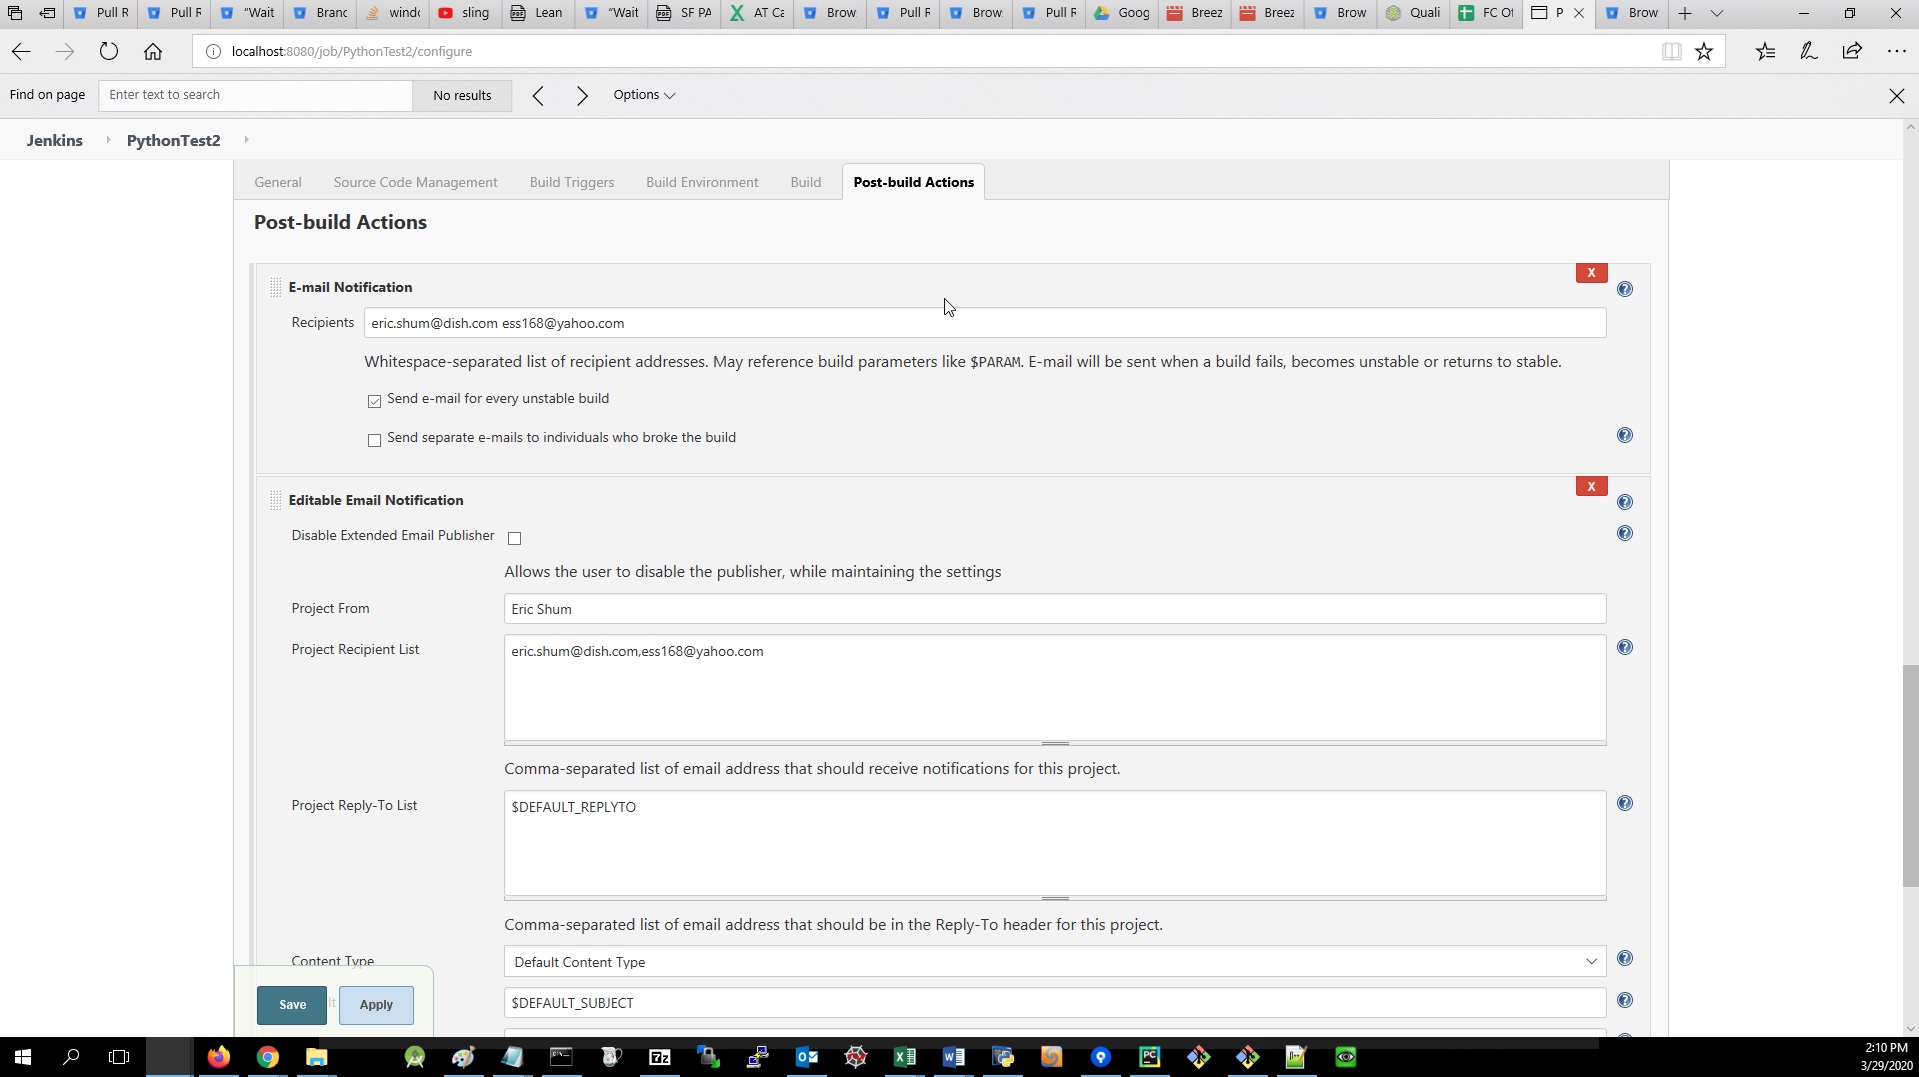 Pull R
Pull R
"Wait
Branc
windo
sling
Lean
"Wait
SF PA
AT Ca
Brow
Pull R
Brow
Pull R
Goog
Breez
Breez
Brow
Quali
FC Of
P
Brow
localhost:8080/job/PythonTest2/configure
Find on page
Enter text to search
No results
Options
Jenkins
PythonTest2
General
Source Code Management
Build Triggers
Build Environment
Build
Post-build Actions
Post-build Actions
X
E-mail Notification
Recipients
eric.shum@dish.com ess168@yahoo.com
Whitespace-separated list of recipient addresses. May reference build parameters like $PARAM. E-mail will be sent when a build fails, becomes unstable or returns to stable.
Send e-mail for every unstable build
Send separate e-mails to individuals who broke the build
X
Editable Email Notification
Disable Extended Email Publisher
Allows the user to disable the publisher, while maintaining the settings
Project From
Eric Shum
Project Recipient List
eric.shum@dish.com,ess168@yahoo.com
Comma-separated list of email address that should receive notifications for this project.
Project Reply-To List
$DEFAULT_REPLYTO
Comma-separated list of email address that should be in the Reply-To header for this project.
Content Type
Default Content Type
Save
Apply
$DEFAULT_SUBJECT
2:10 PM
3/29/2020